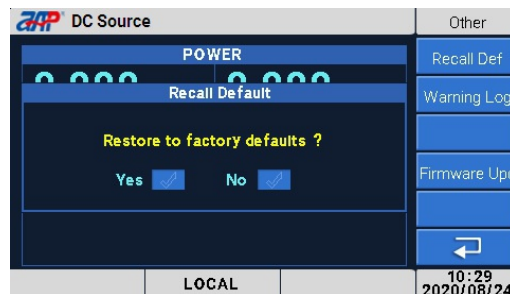 AAP DC Source
Other
POWER
Recall Def
Recall Default
Warning Log
Restore to factory defaults ?
Yes
No
Firmware Up
LOCAL
10:29
2020/08/24